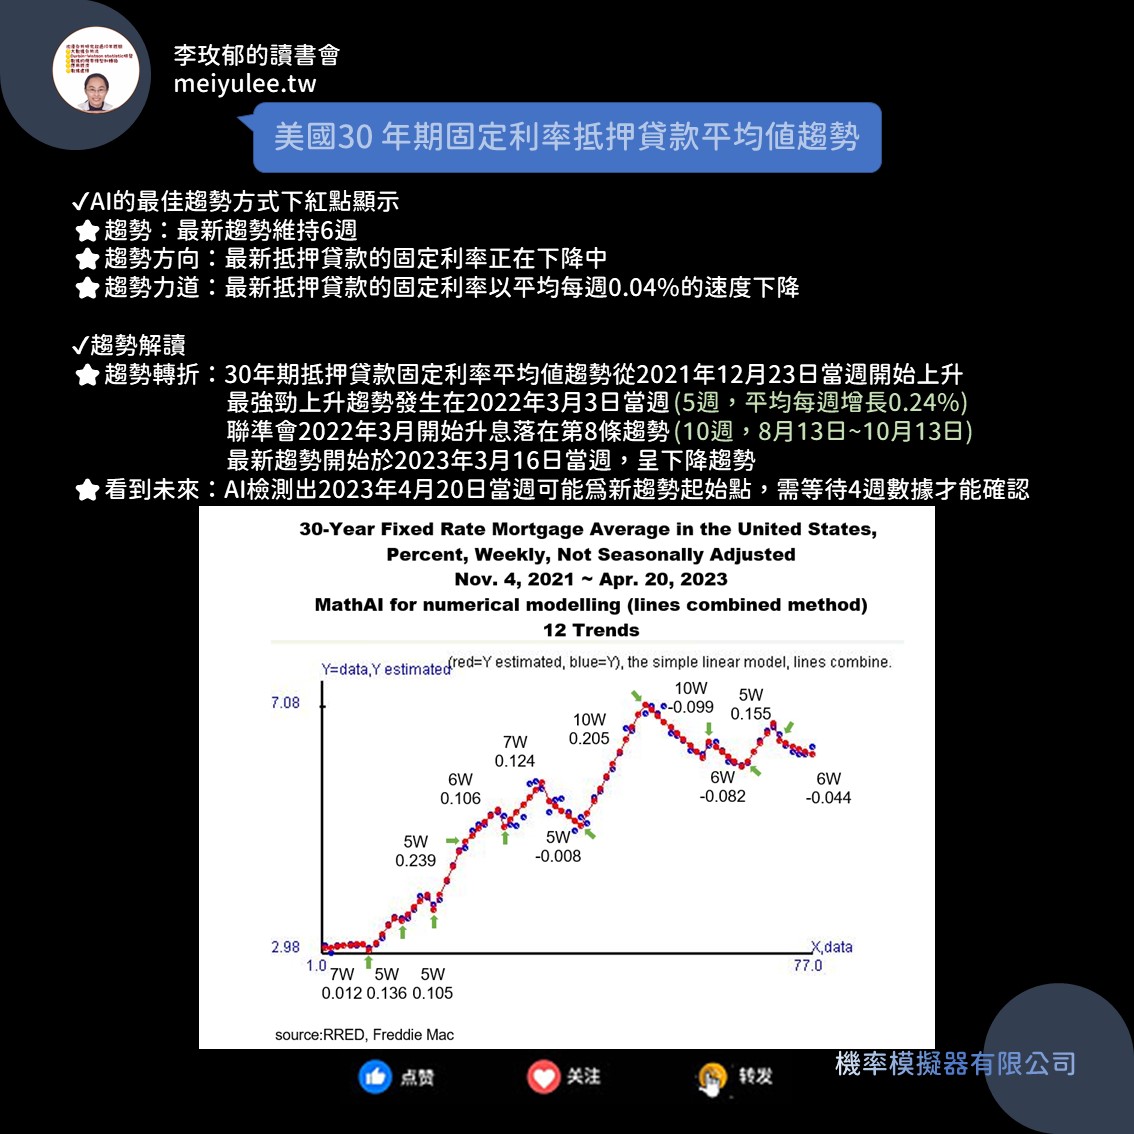 李玫郁的讀書會
meiyulee.tw
美國30 年期固定利率抵押貸款平均值趨勢
✓AI的最佳趨勢方式下紅點顯示
★趨勢：最新趨勢維持6週
★趨勢方向：最新抵押貸款的固定利率正在下降中
★趨勢力道：最新抵押貸款的固定利率以平均每週0.04%的速度下降
✓趨勢解讀
★趨勢轉折：30年期抵押貸款固定利率平均值趨勢從2021年12月23日當週開始上升
最強勁上升趨勢發生在2022年3月3日當週(5週，平均每週增長0.24%)
聯準會2022年3月開始升息落在第8條趨勢(10週，8月13日~10月13日)
最新趨勢開始於2023年3月16日當週，呈下降趨勢
★看到未來：AI檢測出2023年4月20日當週可能爲新趨勢起始點，需等待4週數據才能確認
30-Year Fixed Rate Mortgage Average in the United States,
Percent, Weekly, Not Seasonally Adjusted
Nov. 4, 2021 ~ Apr. 20, 2023
MathAI for numerical modelling (lines combined method)
12 Trends
Y=data,Y estimated
(red=Y estimated, blue=Y), the simple linear model, lines combine.
7.08
10W
-0.099
5W
0.155
10W
0.205
7W
0.124
6W
0.106
6W
-0.082
6W
-0.044
5W
0.239
5W
-0.008
2.98
X,data
1.0
77.0
7W 5W 5W
0.012 0.136 0.105
source:RRED, Freddie Mac
点赞
关注
转发
機率模擬器有限公司